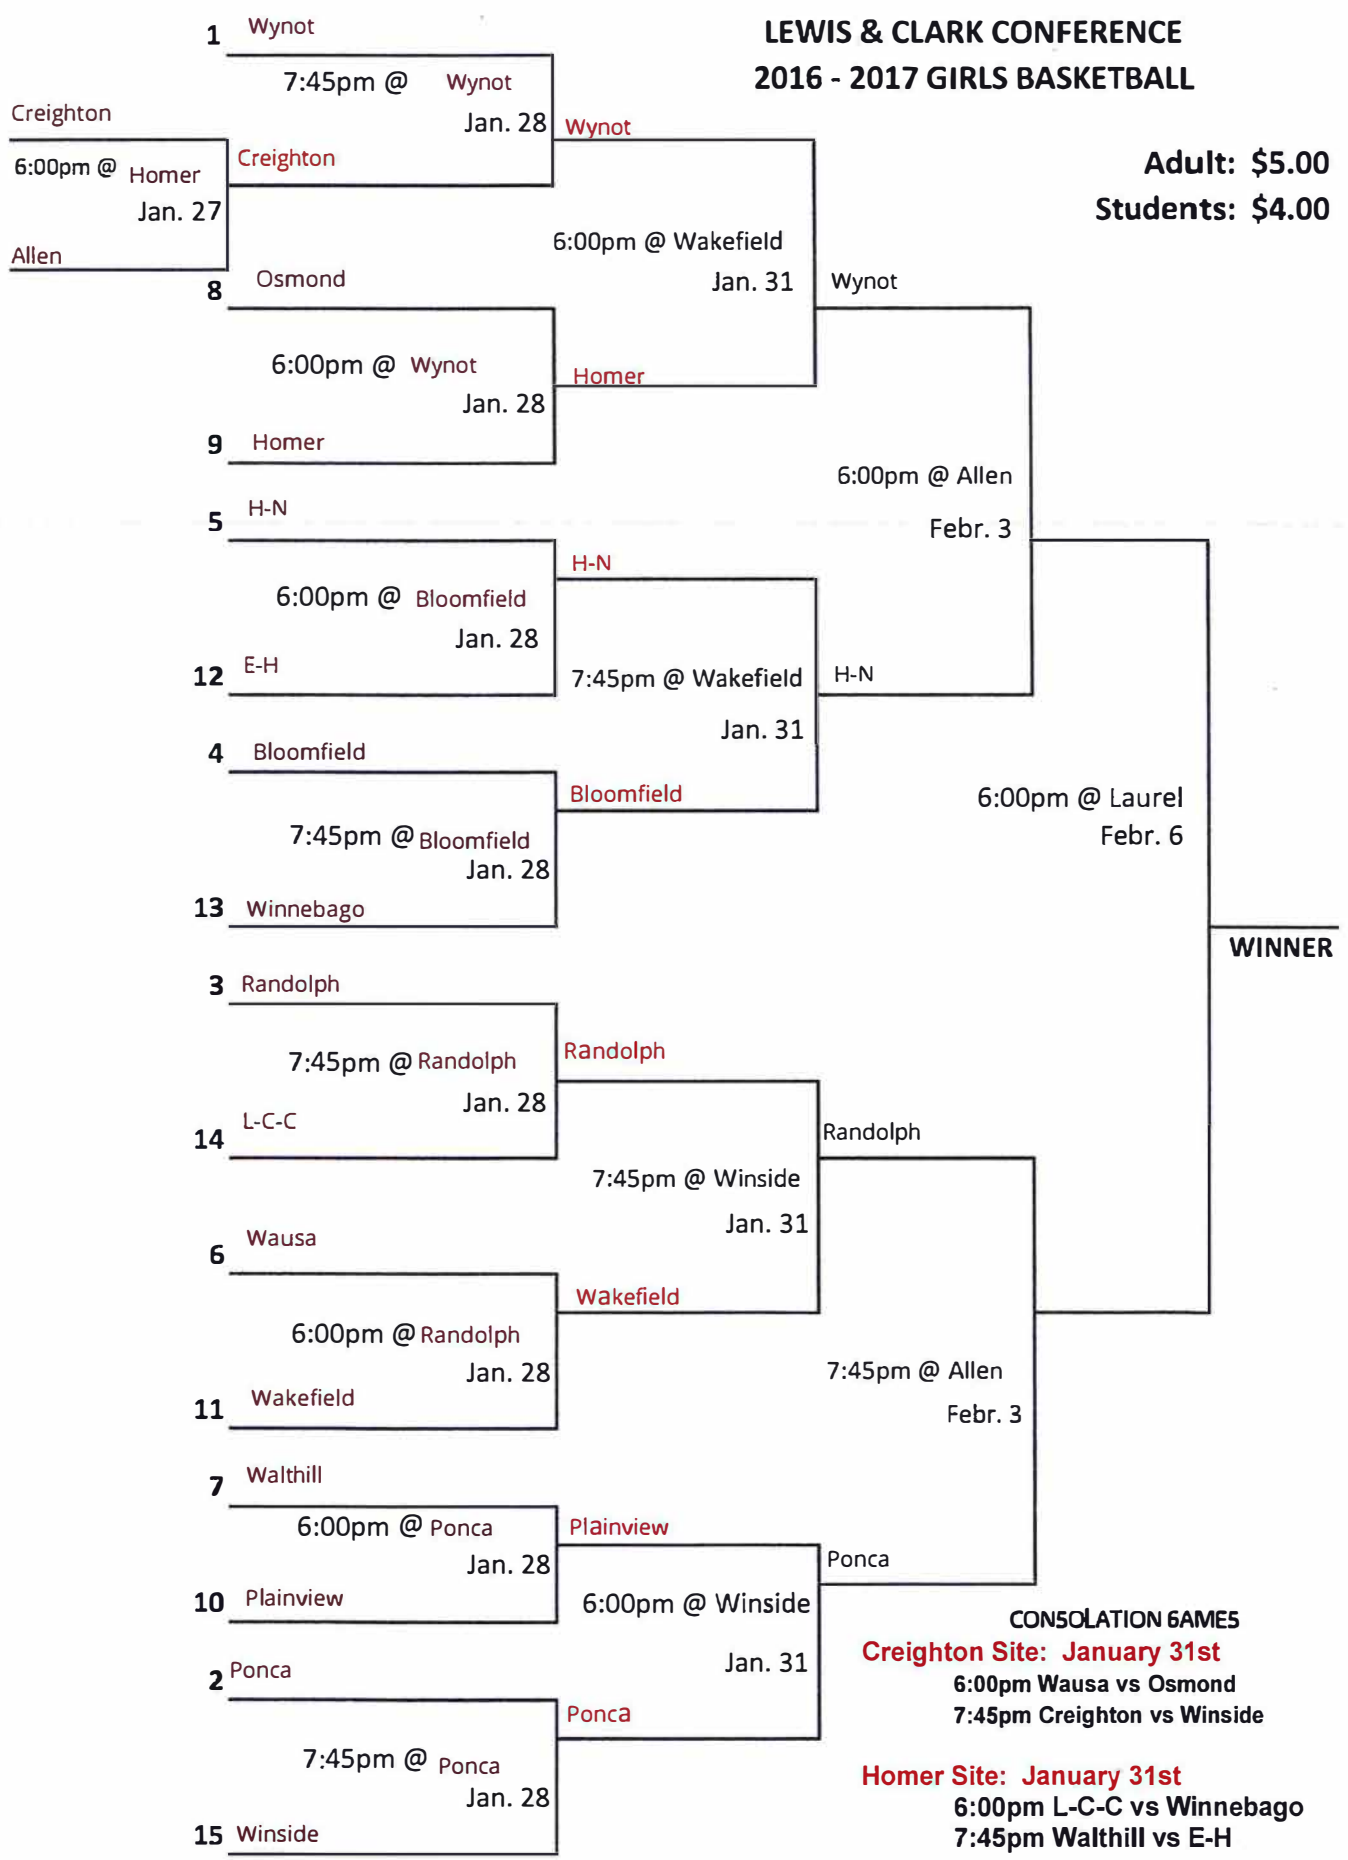 LEWIS & CLARK CONFERENCE
2016 - 2017 GIRLS BASKETBALL
Adult: $5.00
Students: $4.00
1 Wynot
7:45pm @ Wynot
Jan. 28
Creighton
6:00pm @ Homer
Jan. 27
Allen
Creighton
Wynot
8 Osmond
6:00pm @ Wynot
Jan. 28
9 Homer
Homer
6:00pm @ Wakefield
Jan. 31
Wynot
5 H-N
6:00pm @ Bloomfield
Jan. 28
12 E-H
H-N
4 Bloomfield
7:45pm @ Bloomfield
Jan. 28
13 Winnebago
Bloomfield
7:45pm @ Wakefield
Jan. 31
H-N
6:00pm @ Allen
Febr. 3
3 Randolph
7:45pm @ Randolph
Jan. 28
14 L-C-C
Randolph
6 Wausa
6:00pm @ Randolph
Jan. 28
11 Wakefield
Wakefield
7:45pm @ Winside
Jan. 31
Randolph
7 Walthill
6:00pm @ Ponca
Jan. 28
10 Plainview
Plainview
2 Ponca
7:45pm @ Ponca
Jan. 28
15 Winside
Ponca
6:00pm @ Winside
Jan. 31
Ponca
7:45pm @ Allen
Febr. 3
6:00pm @ Laurel
Febr. 6
WINNER
CONSOLATION GAMES
Creighton Site: January 31st
6:00pm Wausa vs Osmond
7:45pm Creighton vs Winside
Homer Site: January 31st
6:00pm L-C-C vs Winnebago
7:45pm Walthill vs E-H